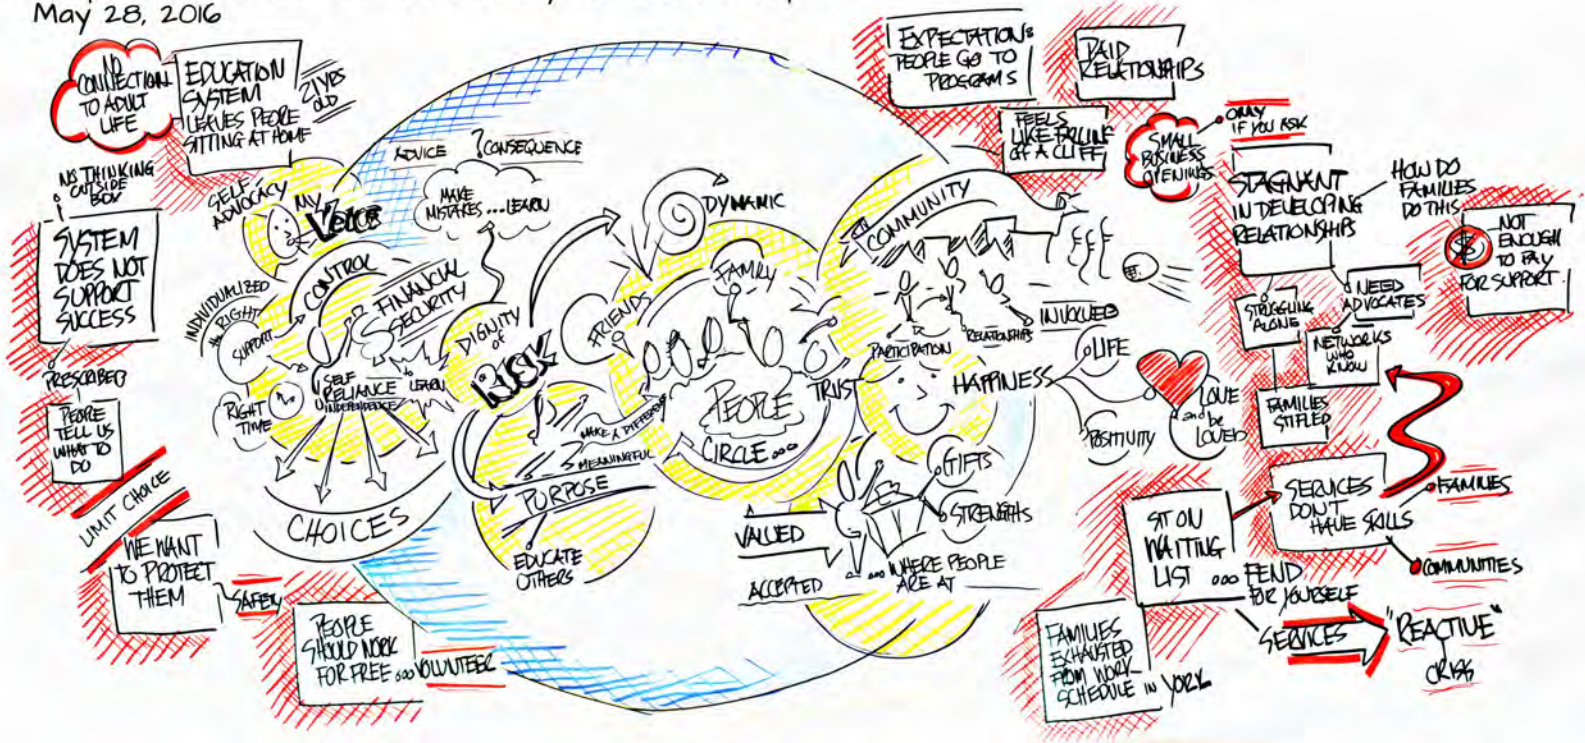 May 28, 2016
NO
CONNECTION
TO ADULT
LIFE
EDUCATION
SYSTEM
LEAVES PEOPLE
SITTING AT HOME
21 YRS
OLD
NO THINKING
OUTSIDE
BOX
SYSTEM
DOES NOT
SUPPORT
SUCCESS
PRESCRIBED
PEOPLE
TELL US
WHAT TO
DO
LIMIT CHOICE
WE WANT
TO PROTECT
THEM
SAFETY
PEOPLE
SHOULD WORK
FOR FREE ... VOLUNTEER
SELF
ADVOCACY
MY
VOICE
ADVICE
? CONSEQUENCE
MAKE
MISTAKES ... LEARN
INDIVIDUALIZED
CONTROL
FINANCIAL
SECURITY
the RIGHT
SUPPORT
SELF
RELIANCE
INDEPENDENCE
LEARN
RIGHT
TIME
CHOICES
DIGNITY
of
RISK
MAKE A DIFFERENCE
MEANINGFUL
PURPOSE
EDUCATE
OTHERS
DYNAMIC
FRIENDS
FAMILY
PEOPLE
CIRCLE ...
TRUST
COMMUNITY
PARTICIPATION
RELATIONSHIPS
INVOLVED
HAPPINESS
LIFE
LOVE
and
be
LOVED
POSITIVITY
GIFTS
STRENGTHS
VALUED
ACCEPTED
... WHERE PEOPLE
ARE AT
EXPECTATION:
PEOPLE GO TO
PROGRAMS
PAID
RELATIONSHIPS
FEELS
LIKE FALLING
OF A CLIFF
SMALL
BUSINESS
OPENINGS
ONLY
IF YOU ASK
STAGNANT
IN DEVELOPING
RELATIONSHIPS
HOW DO
FAMILIES
DO THIS
$
NOT
ENOUGH
TO PAY
FOR SUPPORT!
STRUGGLING
ALONE
NEED
ADVOCATES
NETWORKS
WHO
KNOW
FAMILIES
STIFLED
SERVICES
DON'T
HAVE SKILLS
FAMILIES
COMMUNITIES
SIT ON
WAITING
LIST ... FEND
FOR YOURSELF
SERVICES
"REACTIVE"
CRISIS
FAMILIES
EXHAUSTED
FROM WORK
SCHEDULE IN YORK